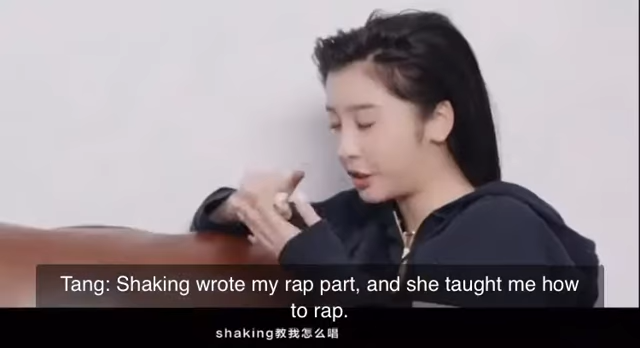 Tang: Shaking wrote my rap part, and she taught me how
to rap.
shaking教我怎么唱